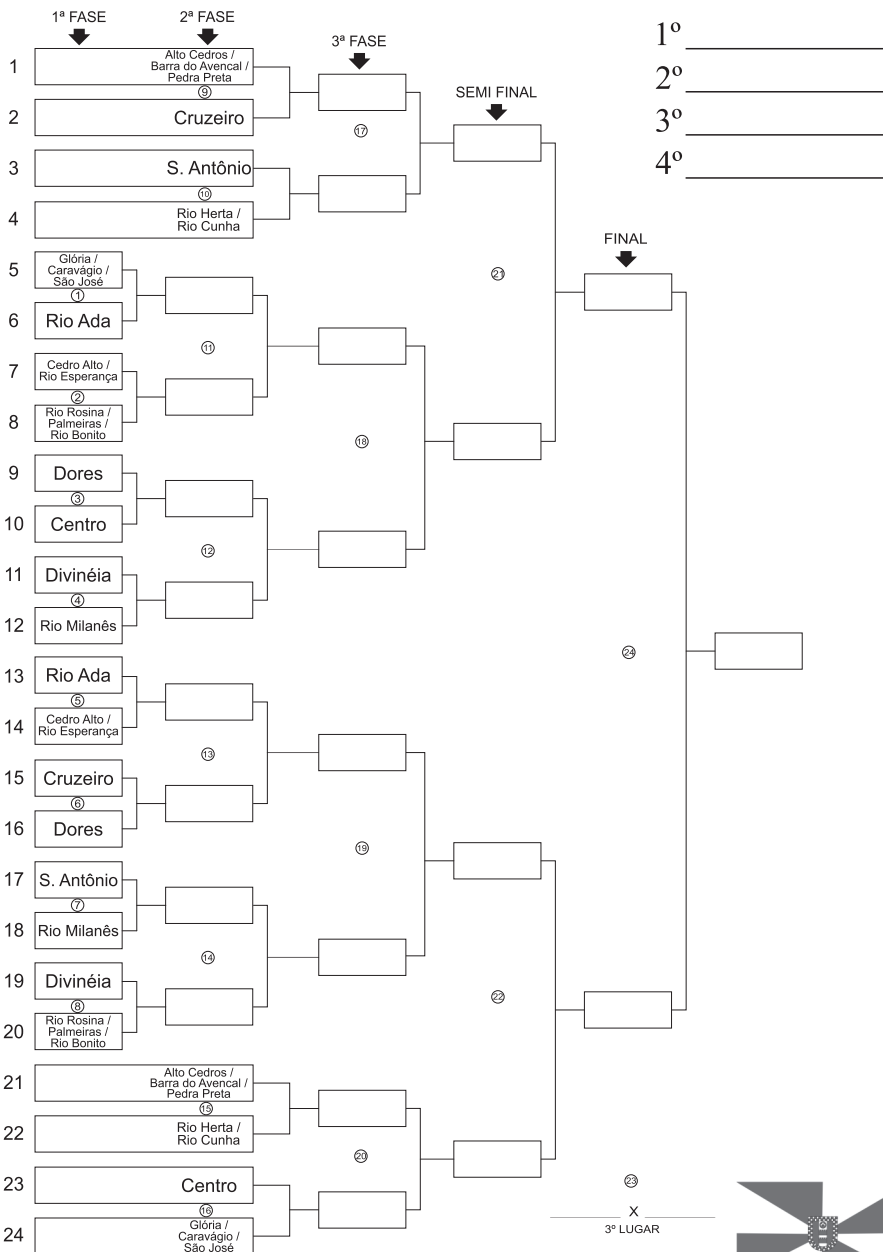 1ª FASE
2ª FASE
3ª FASE
SEMI FINAL
FINAL
1º
2º
3º
4º
1
Alto Cedros /
Barra do Avencal /
Pedra Preta
9
2
Cruzeiro
3
S. Antônio
10
4
Rio Herta /
Rio Cunha
17
5
Glória /
Caravágio /
São José
1
6
Rio Ada
11
7
Cedro Alto /
Rio Esperança
2
8
Rio Rosina /
Palmeiras /
Rio Bonito
18
21
9
Dores
3
10
Centro
12
11
Divinéia
4
12
Rio Milanês
24
13
Rio Ada
5
14
Cedro Alto /
Rio Esperança
13
15
Cruzeiro
6
16
Dores
19
17
S. Antônio
7
18
Rio Milanês
14
19
Divinéia
8
20
Rio Rosina /
Palmeiras /
Rio Bonito
22
21
Alto Cedros /
Barra do Avencal /
Pedra Preta
15
22
Rio Herta /
Rio Cunha
20
23
Centro
16
24
Glória /
Caravágio /
São José
23
X
3º LUGAR